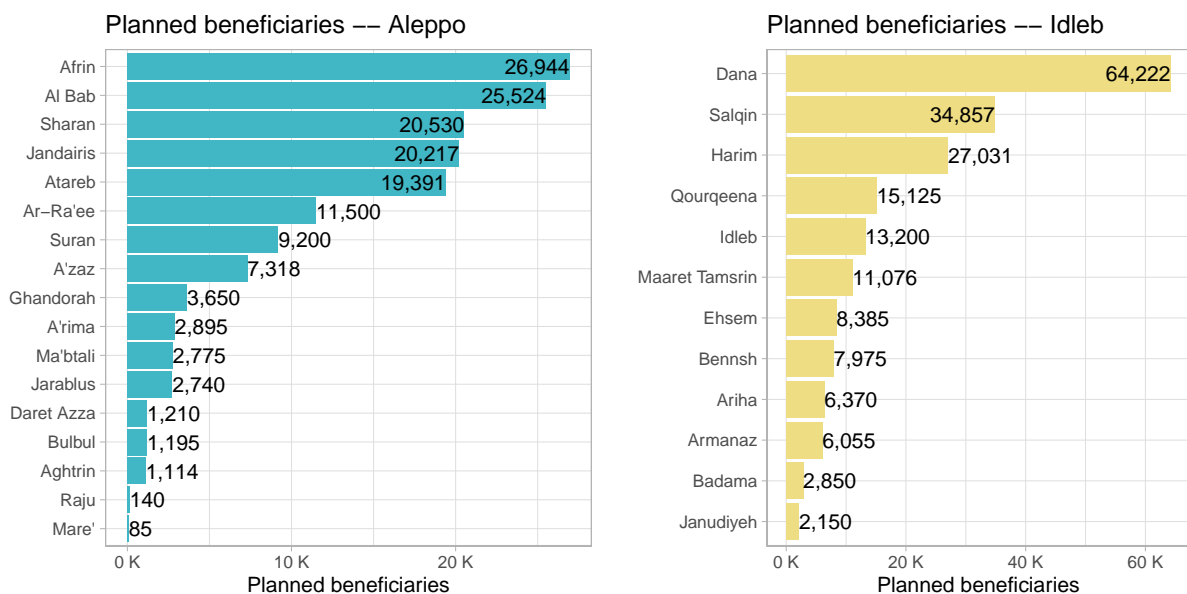 Planned beneficiaries −− Aleppo
Afrin 26,944
Al Bab 25,524
Sharan 20,530
Jandairis 20,217
Atareb 19,391
Ar−Ra'ee 11,500
Suran 9,200
A'zaz 7,318
Ghandorah 3,650
A'rima 2,895
Ma'btali 2,775
Jarablus 2,740
Daret Azza 1,210
Bulbul 1,195
Aghtrin 1,114
Raju 140
Mare' 85
0 K 10 K 20 K
Planned beneficiaries
Planned beneficiaries −− Idleb
Dana 64,222
Salqin 34,857
Harim 27,031
Qourqeena 15,125
Idleb 13,200
Maaret Tamsrin 11,076
Ehsem 8,385
Bennsh 7,975
Ariha 6,370
Armanaz 6,055
Badama 2,850
Janudiyeh 2,150
0 K 20 K 40 K 60 K
Planned beneficiaries